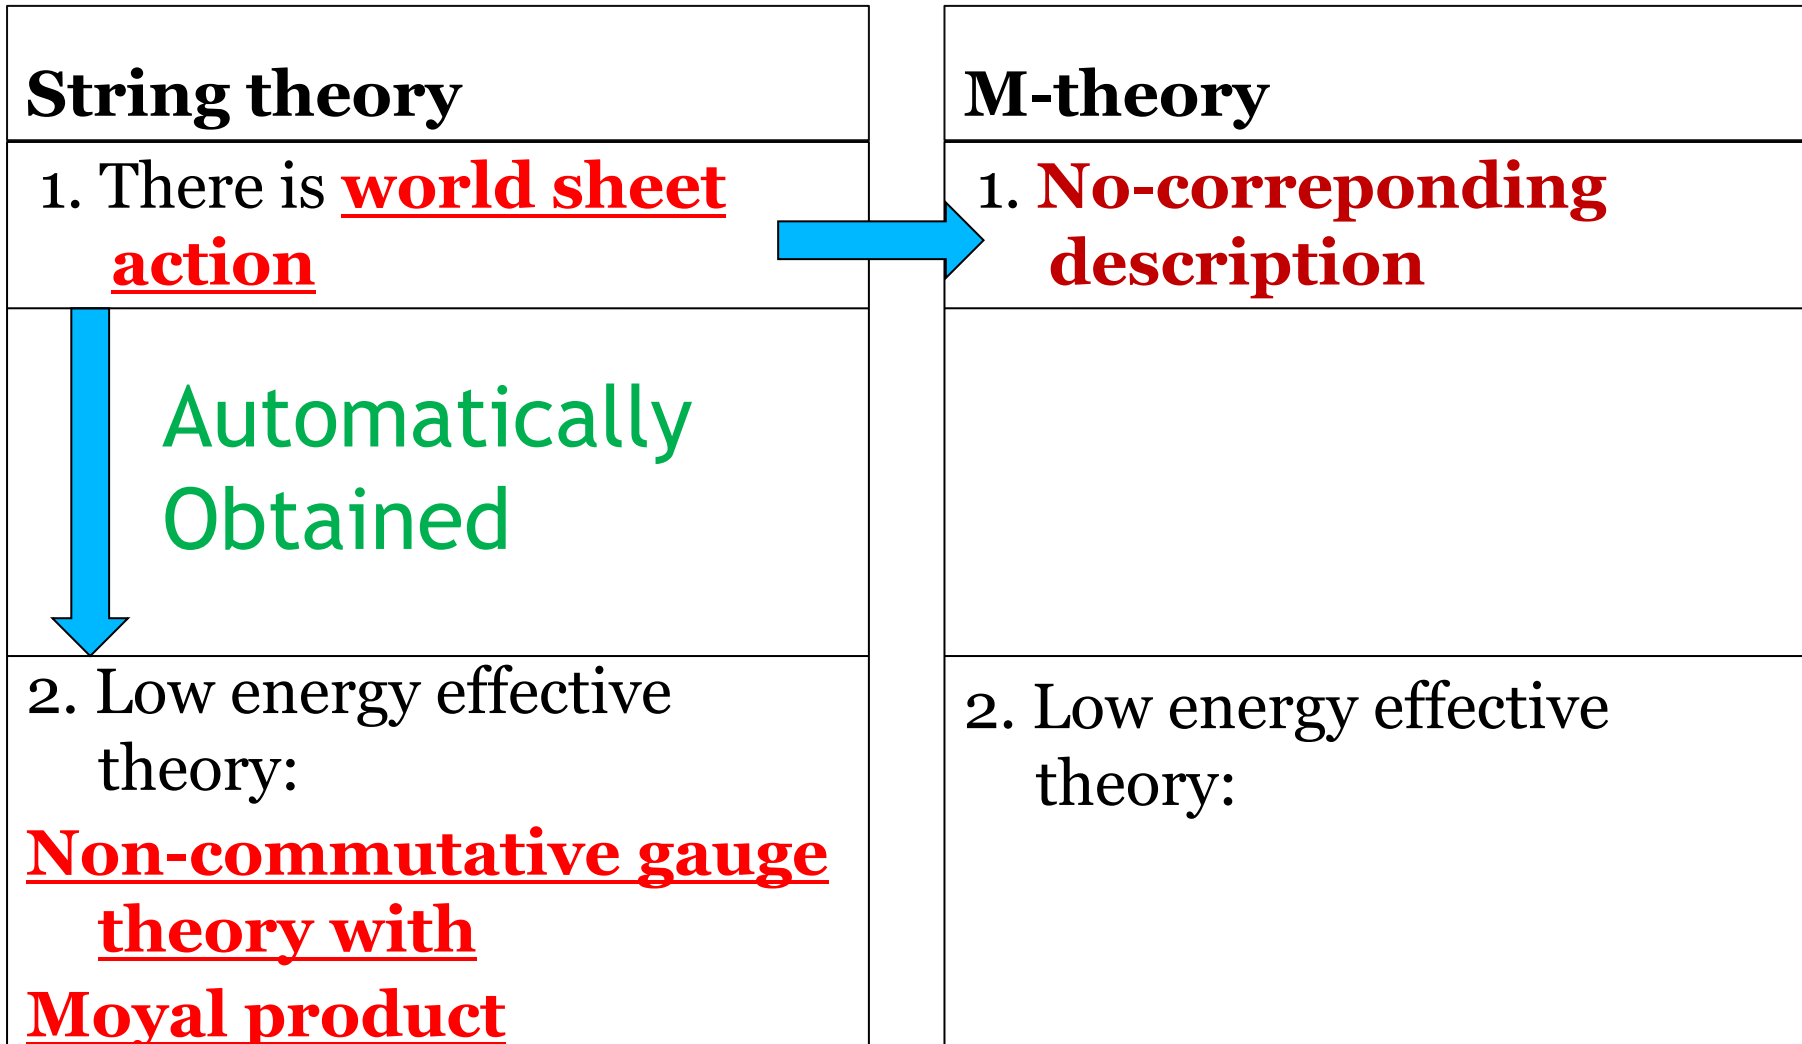 String theory
1. There is world sheet
action
Automatically
Obtained
2. Low energy effective
theory:
Non-commutative gauge
theory with
Moyal product
M-theory
1. No-correponding
description
2. Low energy effective
theory: